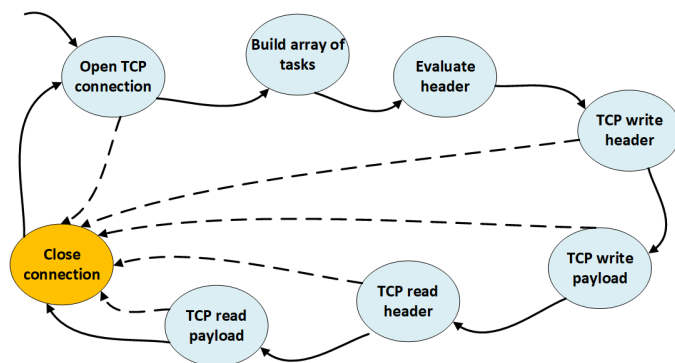 Open TCP
connection
Build array of
tasks
Evaluate
header
TCP write
header
TCP write
payload
TCP read
header
TCP read
payload
Close
connection